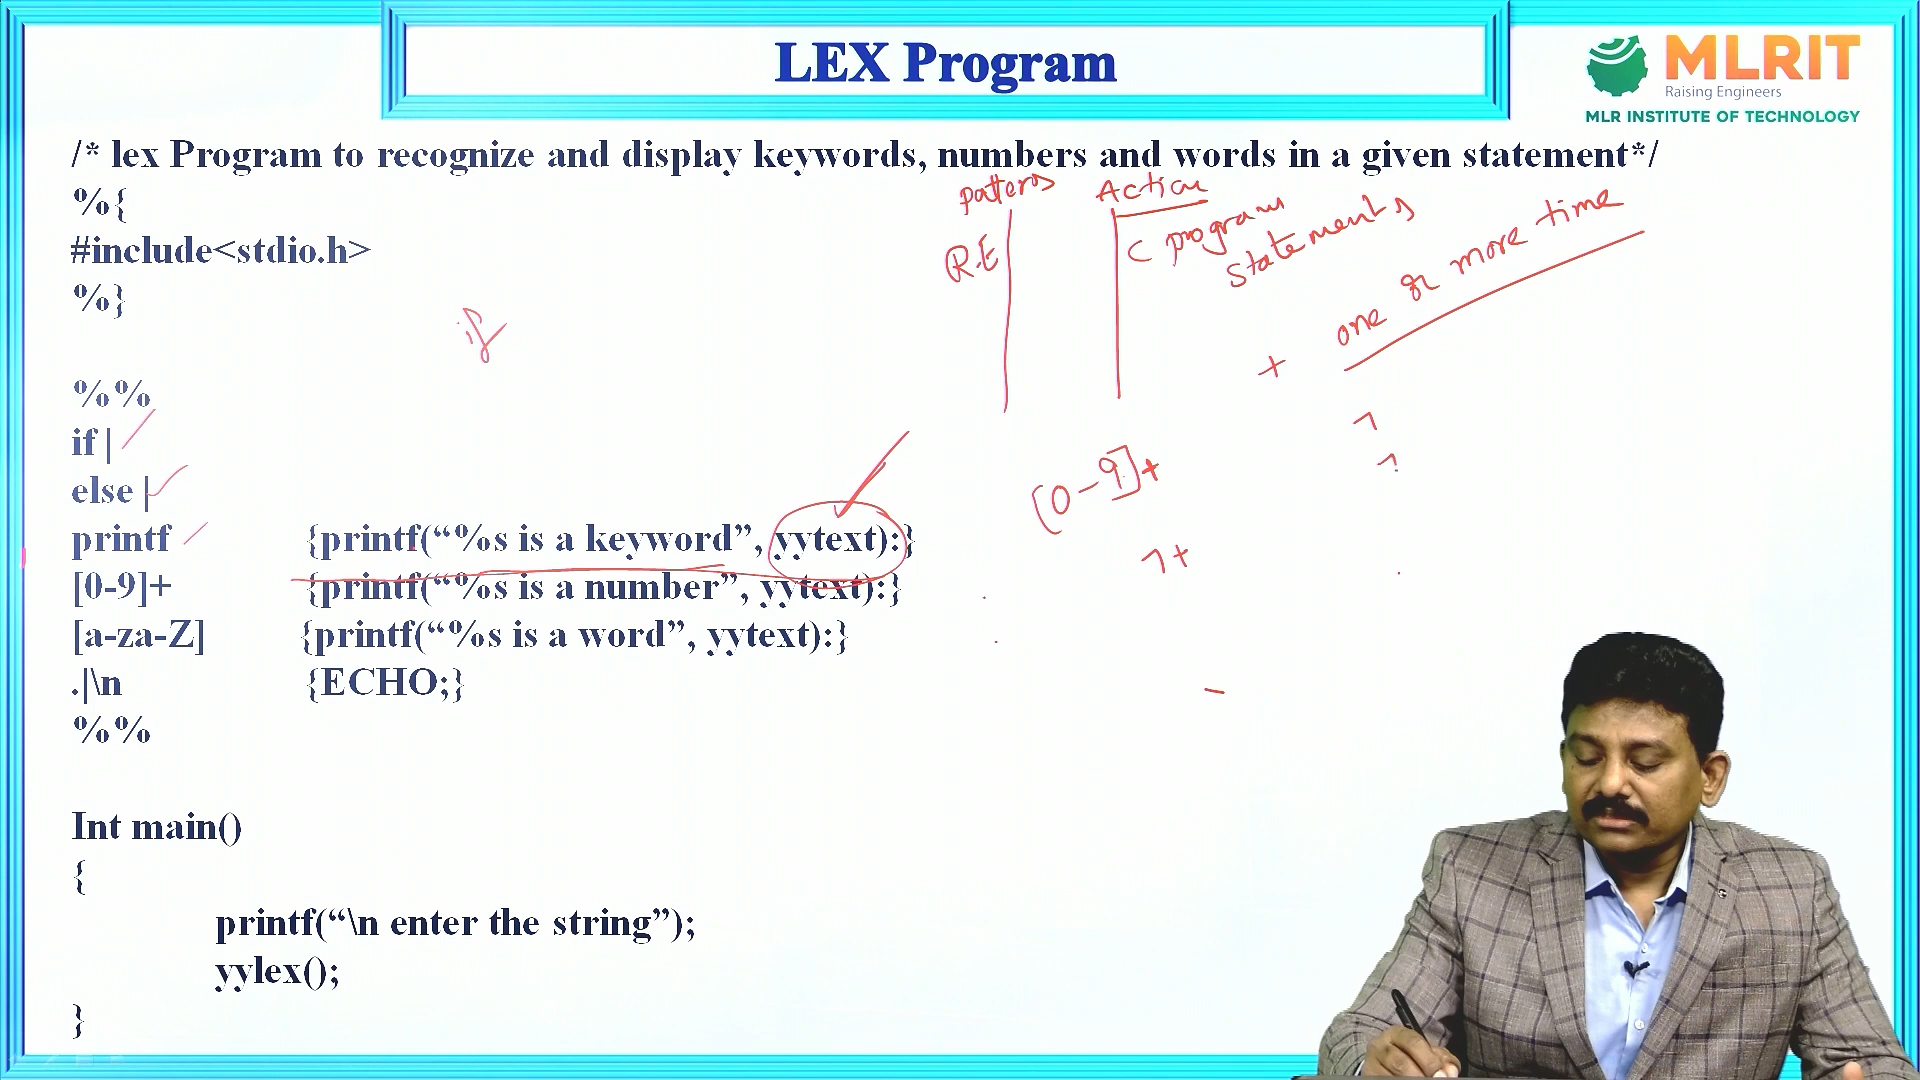 LEX Program
MLRIT
Raising Engineers
MLR INSTITUTE OF TECHNOLOGY
/* lex Program to recognize and display keywords, numbers and words in a given statement*/
%{
#include<stdio.h>
%}
%%
if |
else |
printf {printf(“%s is a keyword”, yytext):}
[0-9]+ {printf(“%s is a number”, yytext):}
[a-za-Z] {printf(“%s is a word”, yytext):}
.|\n {ECHO;}
%%
Int main()
{
printf(“\n enter the string”);
yylex();
}
if
Patterns
R.E
Action
C program
Statements
+ one or more time
[0-9]+